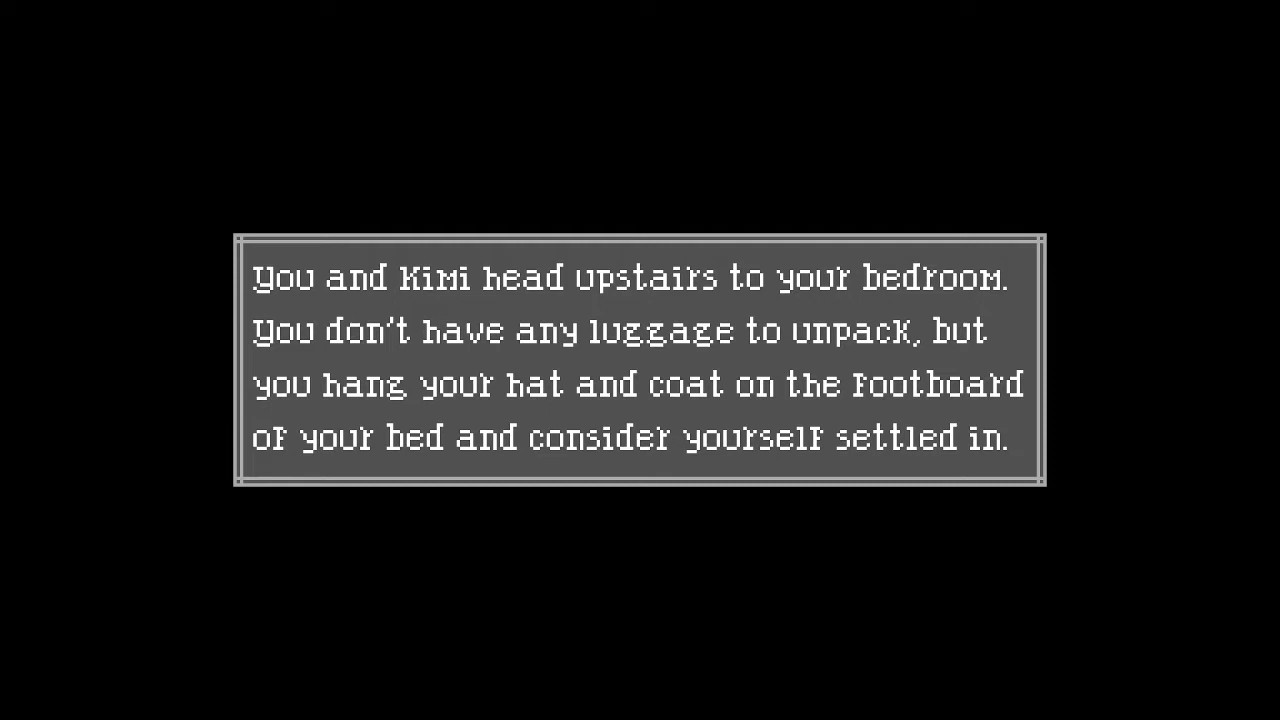 You and Kimi head upstairs to your bedroom.
You don't have any luggage to unpack, but
you hang your hat and coat on the footboard
of your bed and consider yourself settled in.